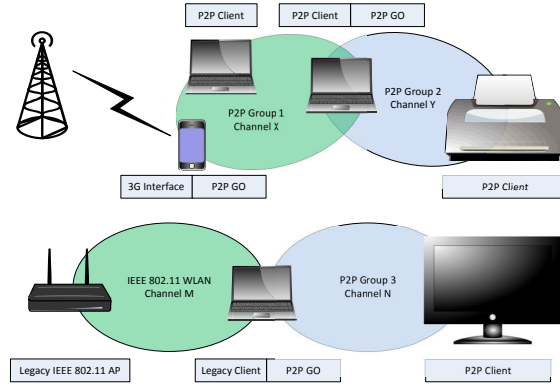 P2P Client
P2P Client P2P GO
P2P Group 1
Channel X
P2P Group 2
Channel Y
3G Interface P2P GO
P2P Client
IEEE 802.11 WLAN
Channel M
P2P Group 3
Channel N
Legacy IEEE 802.11 AP
Legacy Client P2P GO
P2P Client